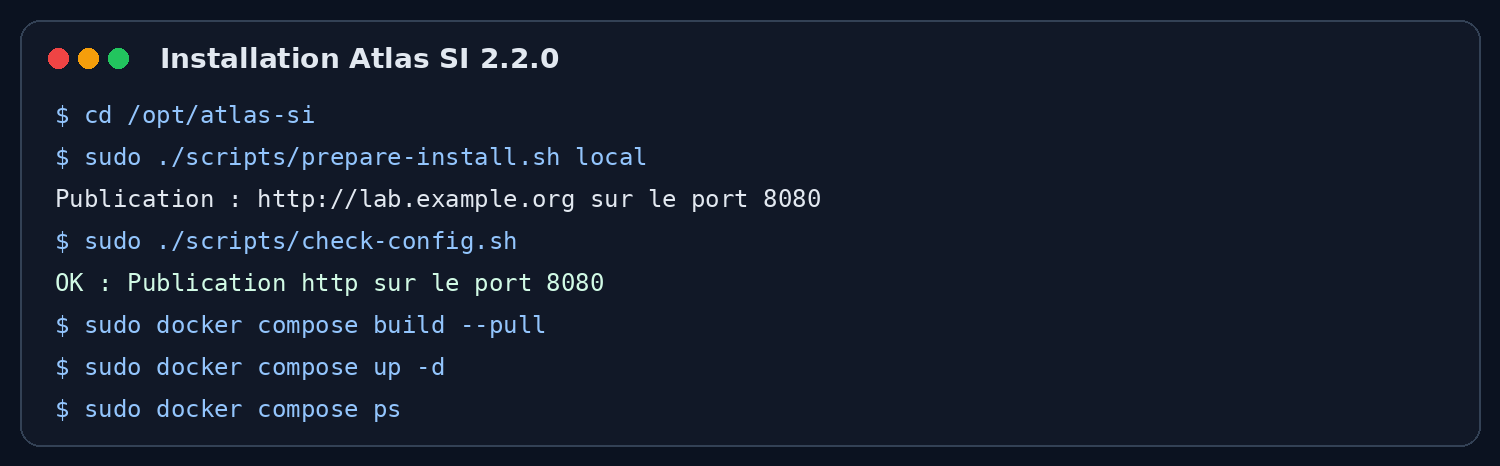 Installation Atlas SI 2.2.0
$ cd /opt/atlas-si
$ sudo ./scripts/prepare-install.sh local
Publication : http://lab.example.org sur le port 8080
$ sudo ./scripts/check-config.sh
OK : Publication http sur le port 8080
$ sudo docker compose build --pull
$ sudo docker compose up -d
$ sudo docker compose ps